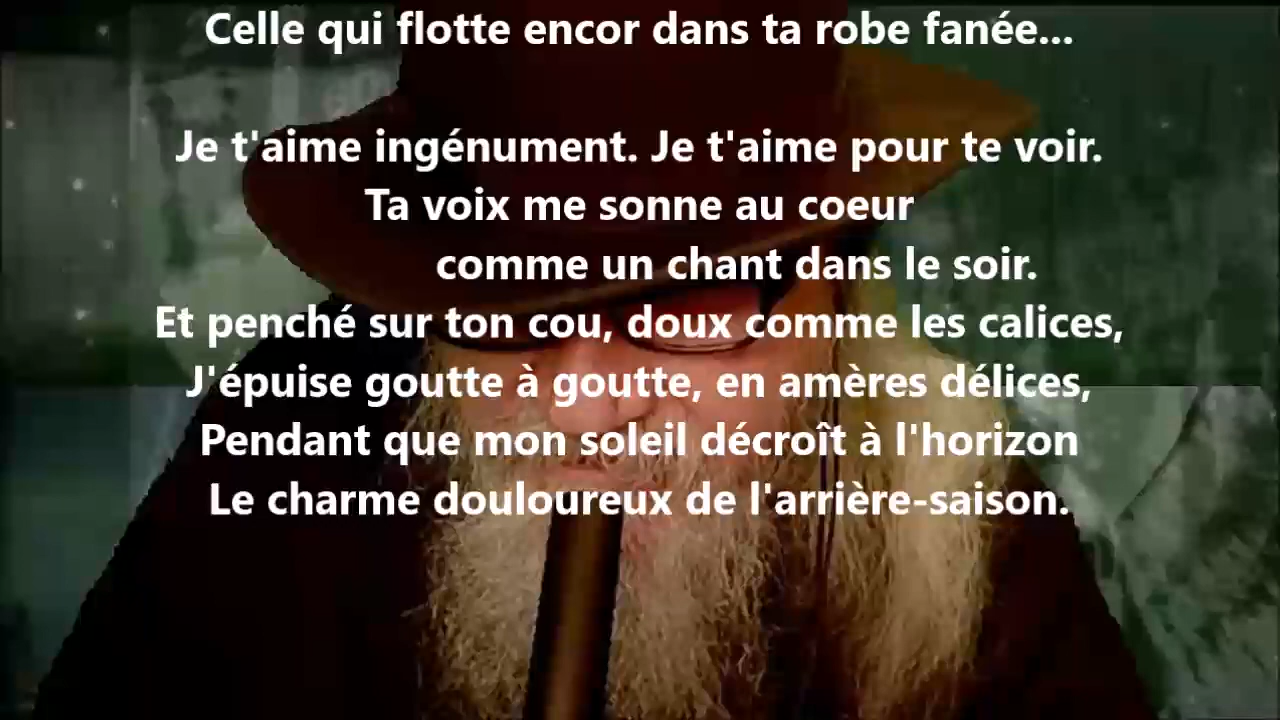 Celle qui flotte encor dans ta robe fanée...
Je t'aime ingénument. Je t'aime pour te voir.
Ta voix me sonne au coeur
comme un chant dans le soir.
Et penché sur ton cou, doux comme les calices,
J'épuise goutte à goutte, en amères délices,
Pendant que mon soleil décroît à l'horizon
Le charme douloureux de l'arrière-saison.